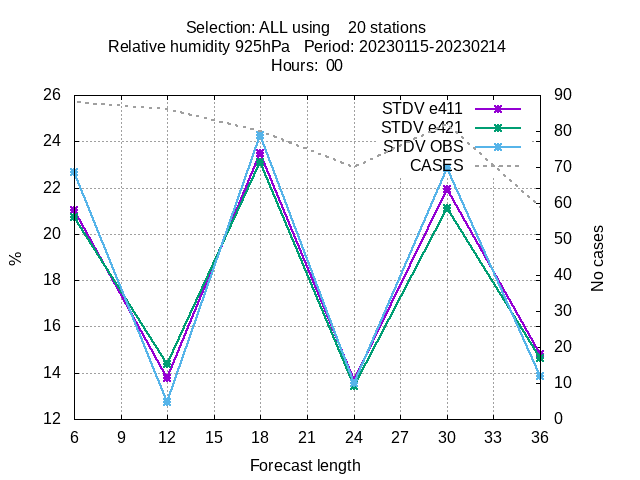 Selection: ALL using    20 stations
Relative humidity 925hPa   Period: 20230115-20230214
Hours:  00
STDV e411
STDV e421
STDV OBS
CASES
26
24
22
20
18
16
14
12
%
90
80
70
60
50
40
30
20
10
0
No cases
6 9 12 15 18 21 24 27 30 33 36
Forecast length